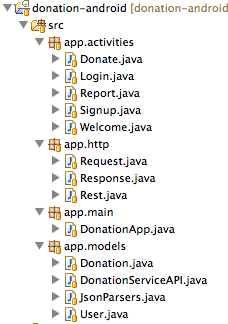 donation-android [donation-android
src
app.activities
Donate.java
Login.java
Report.java
Signup.java
Welcome.java
app.http
Request.java
Response.java
Rest.java
app.main
DonationApp.java
app.models
Donation.java
DonationServiceAPI.java
JsonParsers.java
User.java